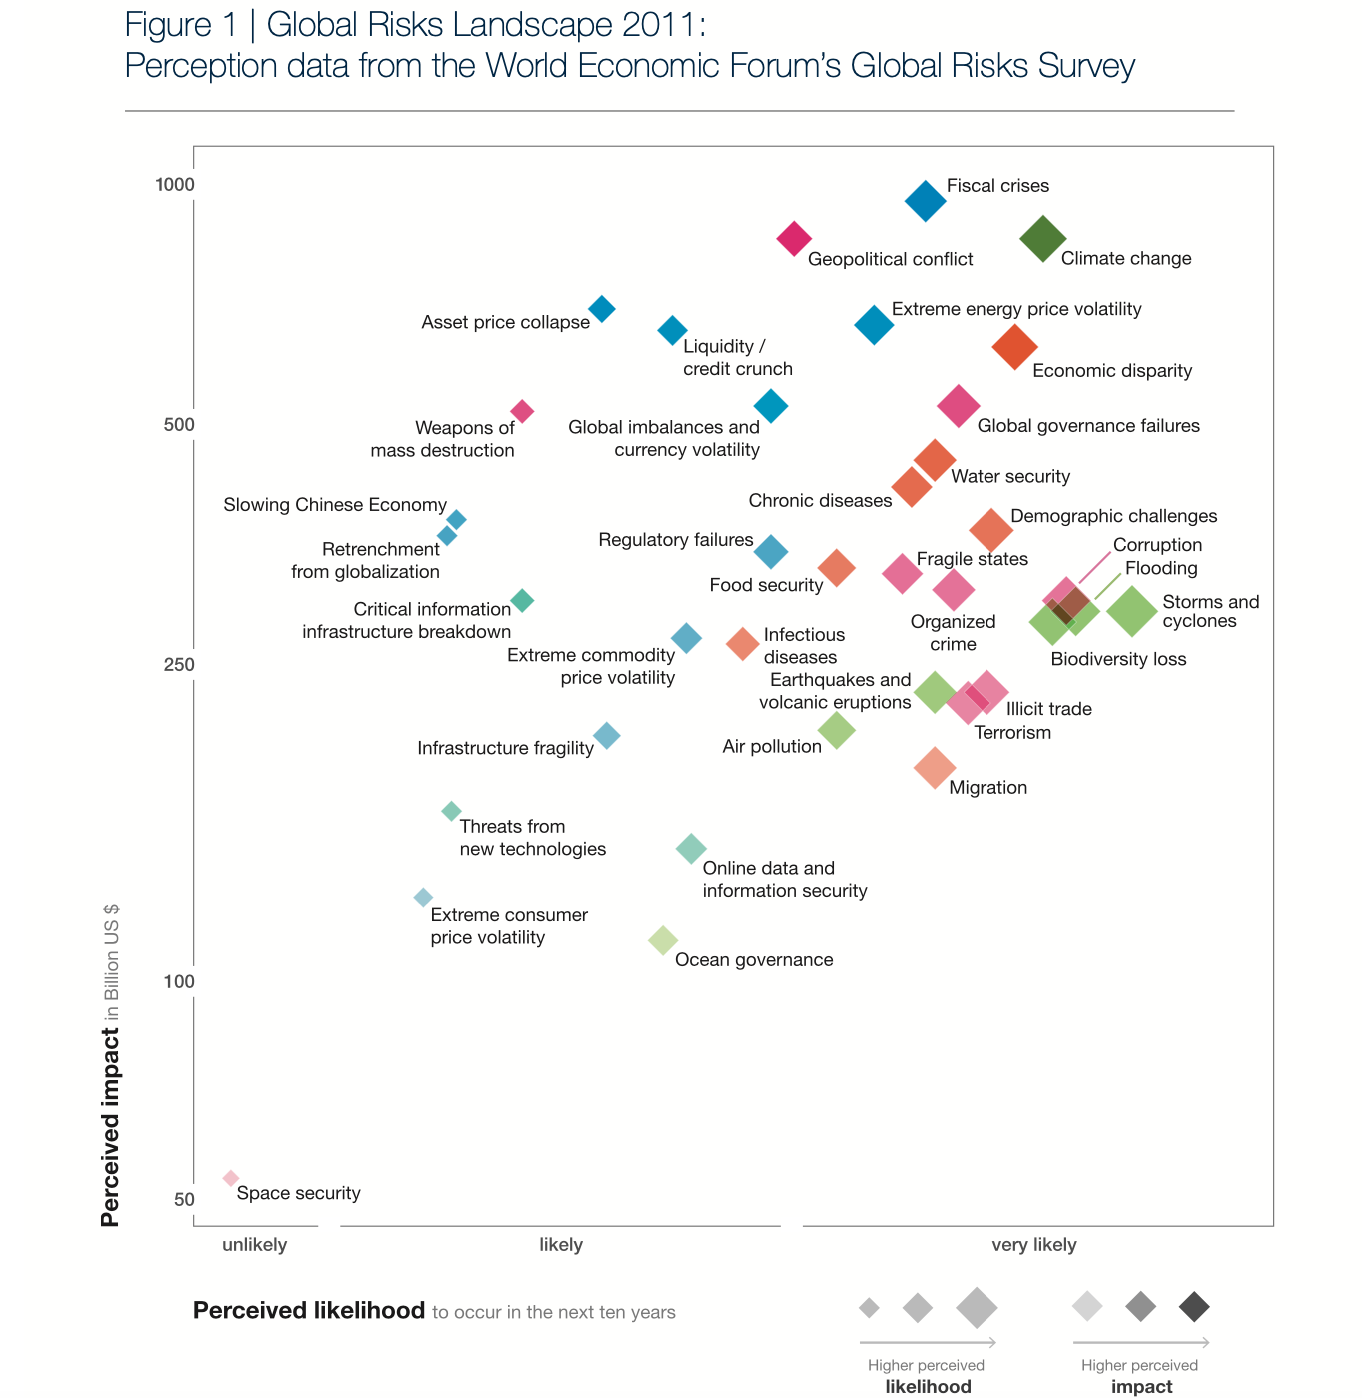 Figure 1 | Global Risks Landscape 2011:
Perception data from the World Economic Forum's Global Risks Survey
1000
Fiscal crises
Geopolitical conflict
Climate change
Asset price collapse
Extreme energy price volatility
Liquidity /
credit crunch
Economic disparity
500
Weapons of
mass destruction
Global imbalances and
currency volatility
Global governance failures
Water security
Chronic diseases
Slowing Chinese Economy
Demographic challenges
Retrenchment
from globalization
Regulatory failures
Corruption
Fragile states
Flooding
Food security
Critical information
infrastructure breakdown
Organized
crime
Storms and
cyclones
250
Extreme commodity
price volatility
Infectious
diseases
Biodiversity loss
Earthquakes and
volcanic eruptions
Illicit trade
Terrorism
Infrastructure fragility
Air pollution
Migration
Threats from
new technologies
Online data and
information security
Extreme consumer
price volatility
Ocean governance
100
Perceived impact in Billion US $
Space security
50
unlikely
likely
very likely
Perceived likelihood to occur in the next ten years
Higher perceived
likelihood
Higher perceived
impact